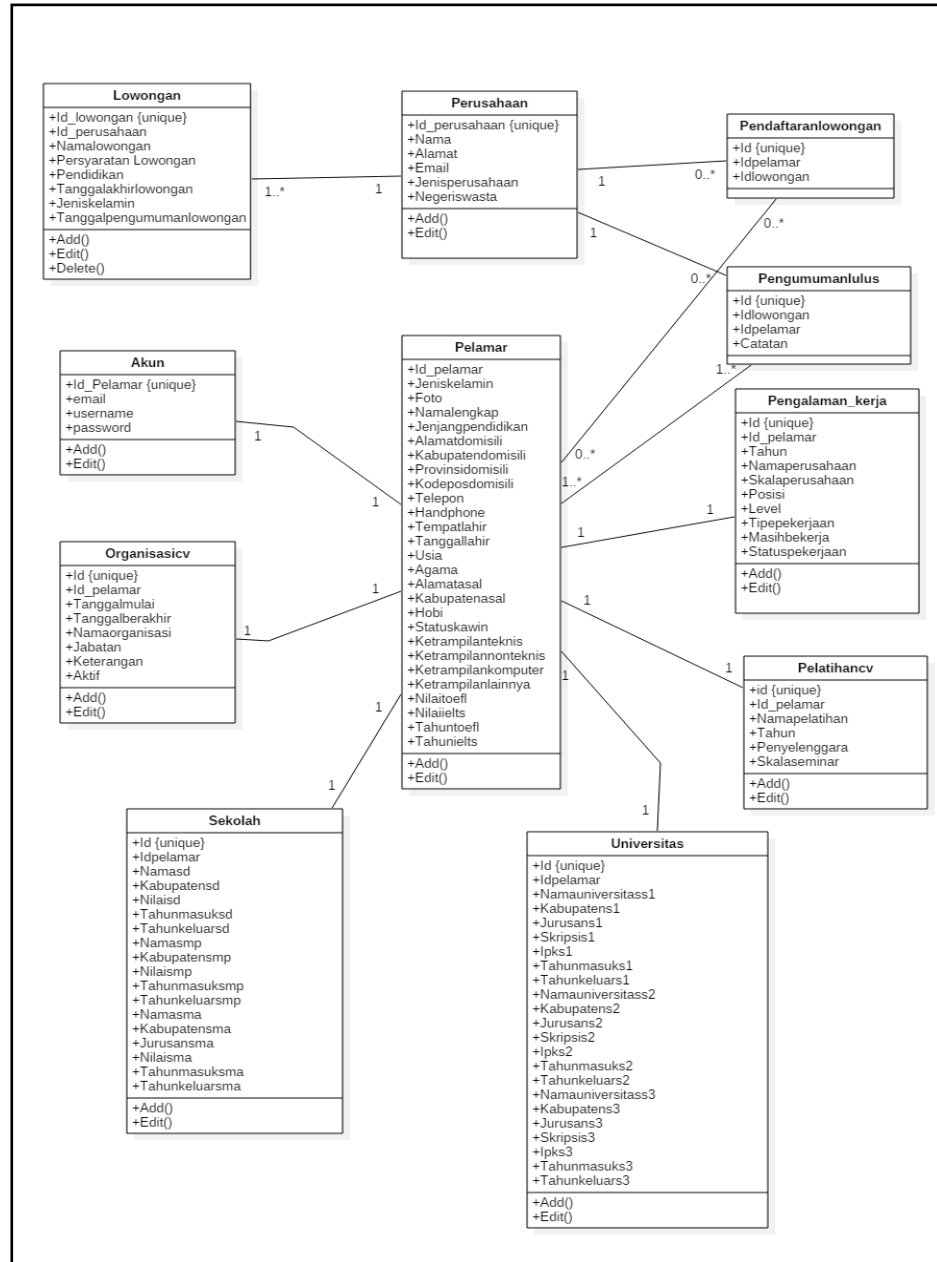 Lowongan
+Id_lowongan {unique}
+Id_perusahaan
+Namalowongan
+Persyaratan Lowongan
+Pendidikan
+Tanggalakhirlowongan
+Jeniskelamin
+Tanggalpengumumanlowongan
+Add()
+Edit()
+Delete()
1..*
1
Perusahaan
+Id_perusahaan {unique}
+Nama
+Alamat
+Email
+Jenisperusahaan
+Negeriswasta
+Add()
+Edit()
1
0..*
1
0..*
Pendaftaranlowongan
+Id {unique}
+Idpelamar
+Idlowongan
0..*
Pengumumanlulus
+Id {unique}
+Idlowongan
+Idpelamar
+Catatan
1..*
Akun
+Id_Pelamar {unique}
+email
+username
+password
+Add()
+Edit()
1
1
Pelamar
+Id_pelamar
+Jeniskelamin
+Foto
+Namalengkap
+Jenjangpendidikan
+Alamatdomisili
+Kabupatendomisili
+Provinsidomisili
+Kodeposdomisili
+Telepon
+Handphone
+Tempatlahir
+Tanggallahir
+Usia
+Agama
+Alamatasal
+Kabupatenasal
+Hobi
+Statuskawin
+Ketrampilanteknis
+Ketrampilannonteknis
+Ketrampilankomputer
+Ketrampilanlainnya
+Nilaitoefl
+Nilaiielts
+Tahuntoefl
+Tahunielts
+Add()
+Edit()
0..*
1..*
1
1
Pengalaman_kerja
+Id {unique}
+Id_pelamar
+Tahun
+Namaperusahaan
+Skalaperusahaan
+Posisi
+Level
+Tipepekerjaan
+Masihbekerja
+Statuspekerjaan
+Add()
+Edit()
Organisasicv
+Id {unique}
+Id_pelamar
+Tanggalmulai
+Tanggalberakhir
+Namaorganisasi
+Jabatan
+Keterangan
+Aktif
+Add()
+Edit()
1
1
1
1
Pelatihancv
+id {unique}
+Id_pelamar
+Namapelatihan
+Tahun
+Penyelenggara
+Skalaseminar
+Add()
+Edit()
1
1
Sekolah
+Id {unique}
+Idpelamar
+Namasd
+Kabupatensd
+Nilaisd
+Tahunmasuksd
+Tahunkeluarsd
+Namasmp
+Kabupatensmp
+Nilaismp
+Tahunmasuksmp
+Tahunkeluarsmp
+Namasma
+Kabupatensma
+Jurusansma
+Nilaisma
+Tahunmasuksma
+Tahunkeluarsma
+Add()
+Edit()
1
1
Universitas
+Id {unique}
+Idpelamar
+Namauniversitass1
+Kabupatens1
+Jurusans1
+Skripsis1
+Ipks1
+Tahunmasuks1
+Tahunkeluars1
+Namauniversitass2
+Kabupatens2
+Jurusans2
+Skripsis2
+Ipks2
+Tahunmasuks2
+Tahunkeluars2
+Namauniversitass3
+Kabupatens3
+Jurusans3
+Skripsis3
+Ipks3
+Tahunmasuks3
+Tahunkeluars3
+Add()
+Edit()